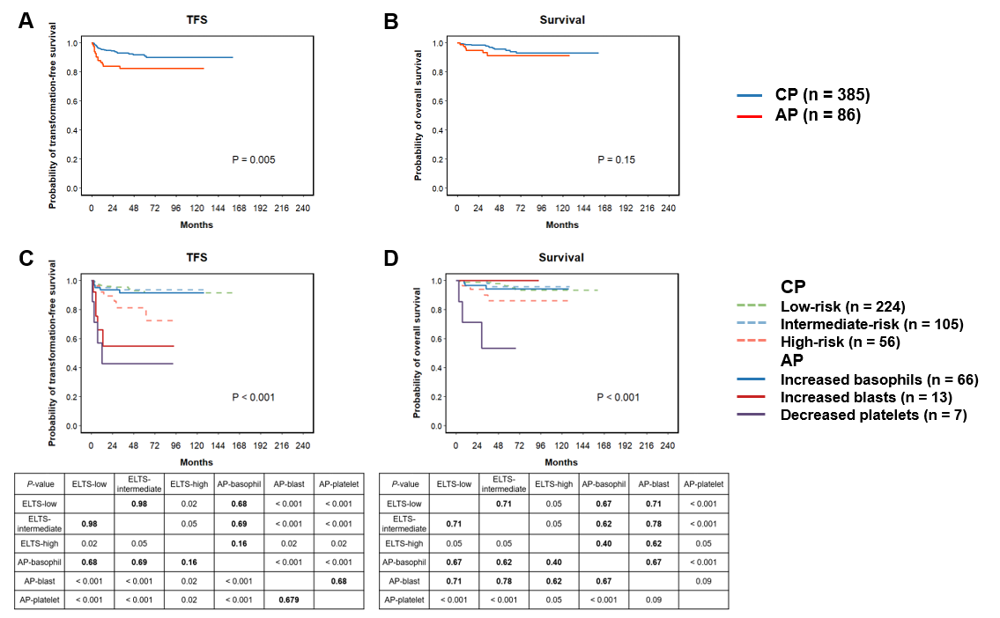 A
TFS
Probability of transformation-free survival
1.0
0.8
0.6
0.4
0.2
0.0
P = 0.005
0 24 48 72 96 120 144 168 192 216 240
Months
B
Survival
Probability of overall survival
1.0
0.8
0.6
0.4
0.2
0.0
P = 0.15
0 24 48 72 96 120 144 168 192 216 240
Months
CP (n = 385)
AP (n = 86)
C
TFS
Probability of transformation-free survival
1.0
0.8
0.6
0.4
0.2
0.0
P < 0.001
0 24 48 72 96 120 144 168 192 216 240
Months
D
Survival
Probability of overall survival
1.0
0.8
0.6
0.4
0.2
0.0
P < 0.001
0 24 48 72 96 120 144 168 192 216 240
Months
CP
Low-risk (n = 224)
Intermediate-risk (n = 105)
High-risk (n = 56)
AP
Increased basophils (n = 66)
Increased blasts (n = 13)
Decreased platelets (n = 7)
P-value ELTS-low ELTS-intermediate ELTS-high AP-basophil AP-blast AP-platelet
ELTS-low 0.98 0.02 0.68 < 0.001 < 0.001
ELTS-intermediate 0.98 0.05 0.69 < 0.001 < 0.001
ELTS-high 0.02 0.05 0.16 0.02 0.02
AP-basophil 0.68 0.69 0.16 < 0.001 < 0.001
AP-blast < 0.001 < 0.001 0.02 < 0.001 0.68
AP-platelet < 0.001 < 0.001 0.02 < 0.001 0.679
P-value ELTS-low ELTS-intermediate ELTS-high AP-basophil AP-blast AP-platelet
ELTS-low 0.71 0.05 0.67 0.71 < 0.001
ELTS-intermediate 0.71 0.05 0.62 0.78 < 0.001
ELTS-high 0.05 0.05 0.40 0.62 0.05
AP-basophil 0.67 0.62 0.40 0.67 < 0.001
AP-blast 0.71 0.78 0.62 0.67 0.09
AP-platelet < 0.001 < 0.001 0.05 < 0.001 0.09